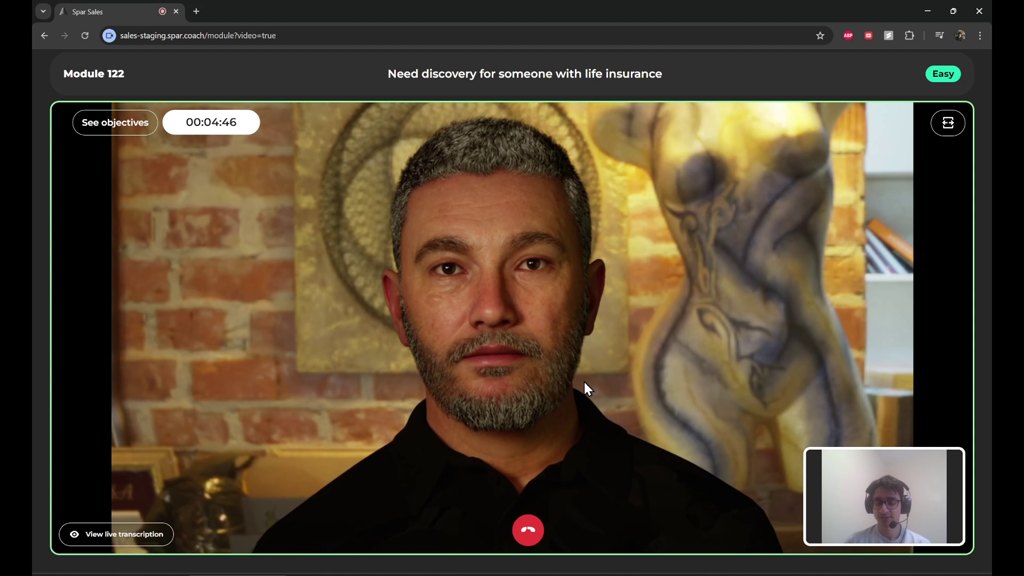 Spar Sales
sales-staging.spar.coach/module?video=true
ABP
Module 122
Need discovery for someone with life insurance
Easy
See objectives
00:04:46
View live transcription